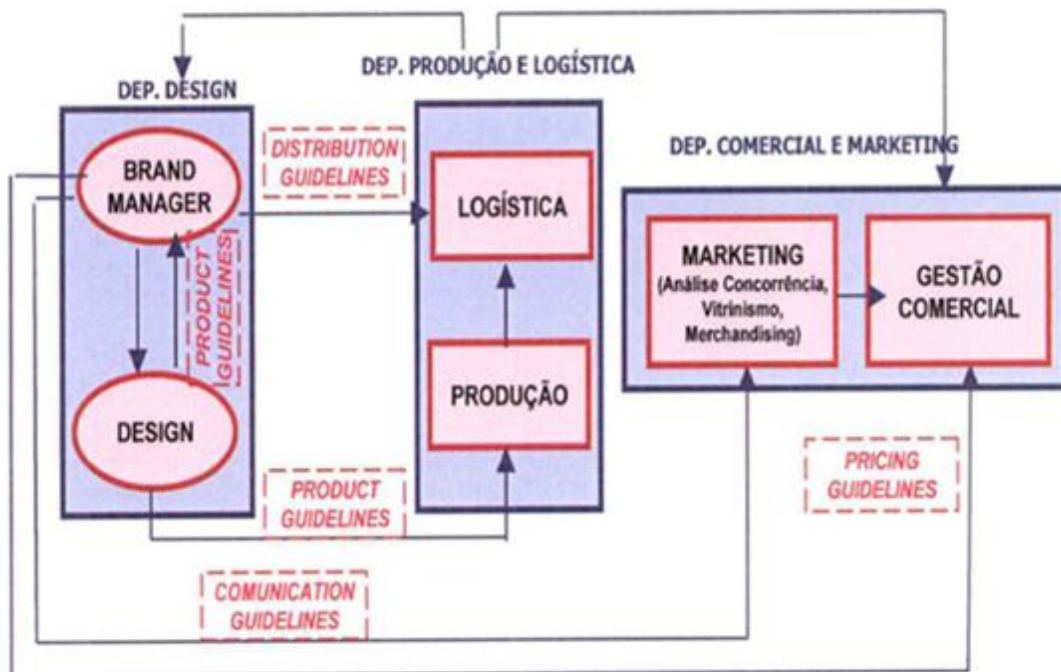 DEP. PRODUÇÃO E LOGÍSTICA
DEP. DESIGN
BRAND
MANAGER
PRODUCT
GUIDELINES
DESIGN
DISTRIBUTION
GUIDELINES
LOGÍSTICA
PRODUÇÃO
PRODUCT
GUIDELINES
DEP. COMERCIAL E MARKETING
MARKETING
(Análise Concorrência,
Vitrinismo,
Merchandising)
GESTÃO
COMERCIAL
PRICING
GUIDELINES
COMUNICATION
GUIDELINES